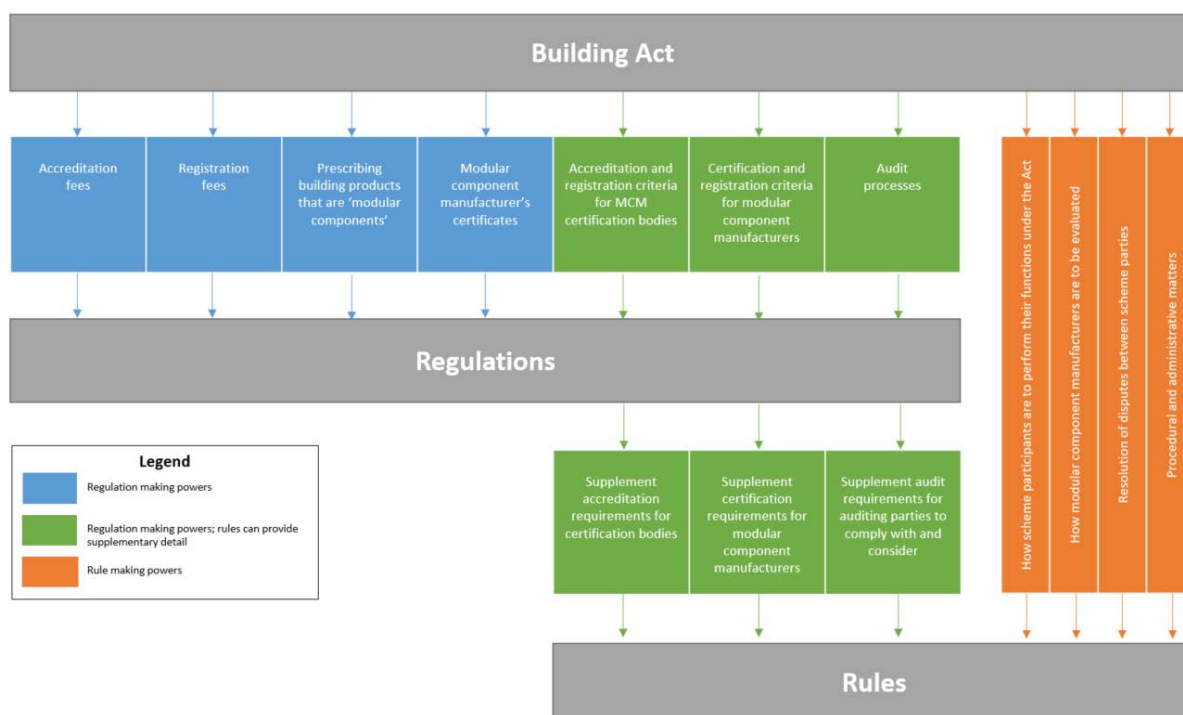 Building Act
Accreditation
fees
Registration
fees
Prescribing
building products
that are ‘modular
components’
Modular
component
manufacturer’s
certificates
Accreditation and
registration criteria
for MCM
certification bodies
Certification and
registration criteria
for modular
component
manufacturers
Audit
processes
How scheme participants are to perform their functions under the Act
How modular component manufacturers are to be evaluated
Resolution of disputes between scheme parties
Procedural and administrative matters
Regulations
Legend
Regulation making powers
Regulation making powers; rules can provide
supplementary detail
Rule making powers
Supplement
accreditation
requirements for
certification bodies
Supplement
certification
requirements for
modular
component
manufacturers
Supplement audit
requirements for
auditing parties to
comply with and
consider
Rules